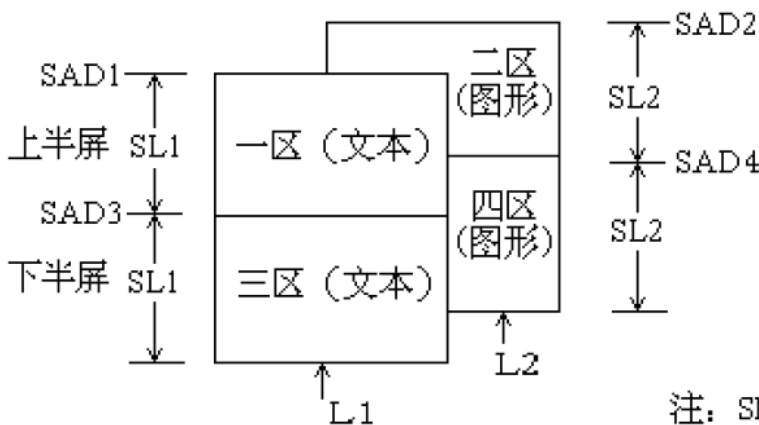 SAD2
二区
(图形)
SAD1
SL2
上半屏 SL1
一区（文本）
SAD4
SAD3
四区
(图形)
SL2
下半屏 SL1
三区（文本）
L2
L1
注：